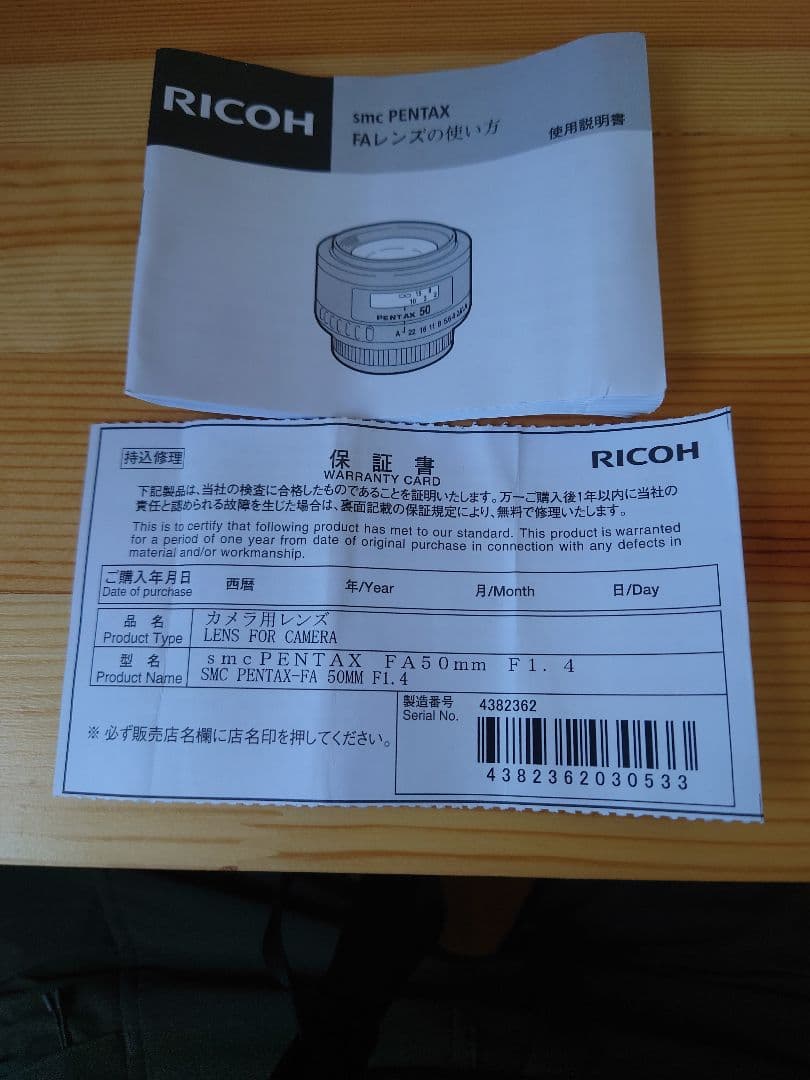 RICOH
smc PENTAX
FAレンズの使い方
使用説明書
PENTAX 50
持込修理
保証書
WARRANTY CARD
RICOH
下記製品は、当社の検査に合格したものであることを証明いたします。万一ご購入後1年以内に当社の
責任と認められる故障を生じた場合は、裏面記載の保証規定により、無料で修理いたします。
This is to certify that following product has met to our standard. This product is warranted
for a period of one year from date of original purchase in connection with any defects in
material and/or workmanship.
ご購入年月日 西暦 年/Year 月/Month 日/Day
Date of purchase
品名 カメラ用レンズ
Product Type LENS FOR CAMERA
型名 smcPENTAX FA50mm F1.4
Product Name SMC PENTAX-FA 50MM F1.4
※必ず販売店名欄に店名印を押してください。
製造番号 4382362
Serial No.
4382362030533